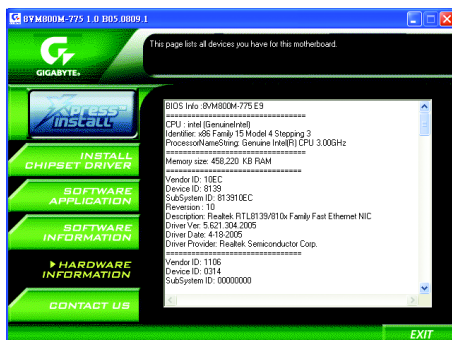 8VM800M-775 1.0 B05.0809.1
G
GIGABYTE
This page lists all devices you have for this motherboard.
Xpress
INSTALL
INSTALL
CHIPSET DRIVER
SOFTWARE
APPLICATION
SOFTWARE
INFORMATION
HARDWARE
INFORMATION
CONTACT US
BIOS Info :8VM800M-775 E9
==================================
CPU : intel (GenuineIntel)
Identifier: x86 Family 15 Model 4 Stepping 3
ProcessorNameString: Genuine Intel(R) CPU 3.00GHz
==================================
Memory size: 458,220 KB RAM
==================================
Vendor ID: 10EC
Device ID: 8139
SubSystem ID: 813910EC
Reversion : 10
Description: Realtek RTL8139/810x Family Fast Ethernet NIC
Driver Ver: 5.621.304.2005
Driver Date: 4-18-2005
Driver Provider: Realtek Semiconductor Corp.
==================================
Vendor ID: 1106
Device ID: 0314
SubSystem ID: 00000000
EXIT